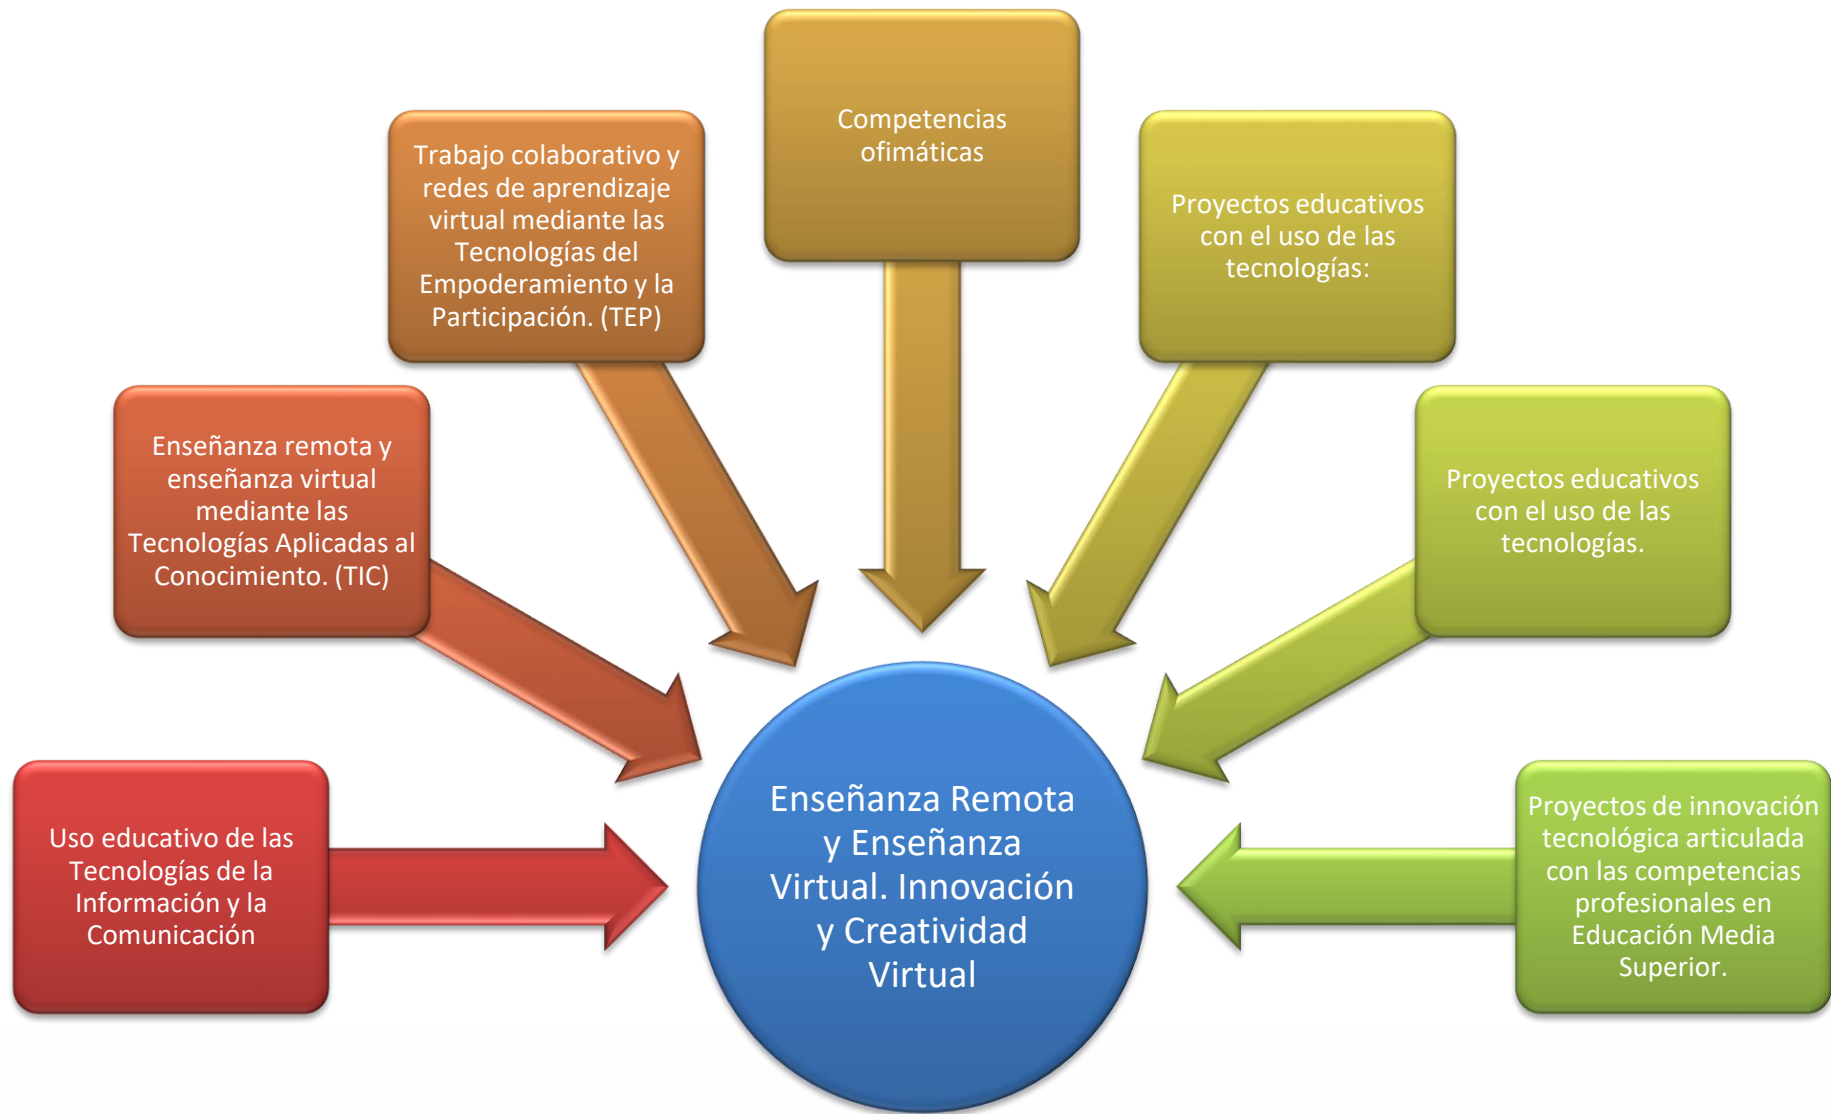 Uso educativo de las
Tecnologías de la
Información y la
Comunicación
Enseñanza remota y
enseñanza virtual
mediante las
Tecnologías Aplicadas al
Conocimiento. (TIC)
Trabajo colaborativo y
redes de aprendizaje
virtual mediante las
Tecnologías del
Empoderamiento y la
Participación. (TEP)
Competencias
ofimáticas
Proyectos educativos
con el uso de las
tecnologías:
Proyectos educativos
con el uso de las
tecnologías.
Proyectos de innovación
tecnológica articulada
con las competencias
profesionales en
Educación Media
Superior.
Enseñanza Remota
y Enseñanza
Virtual. Innovación
y Creatividad
Virtual